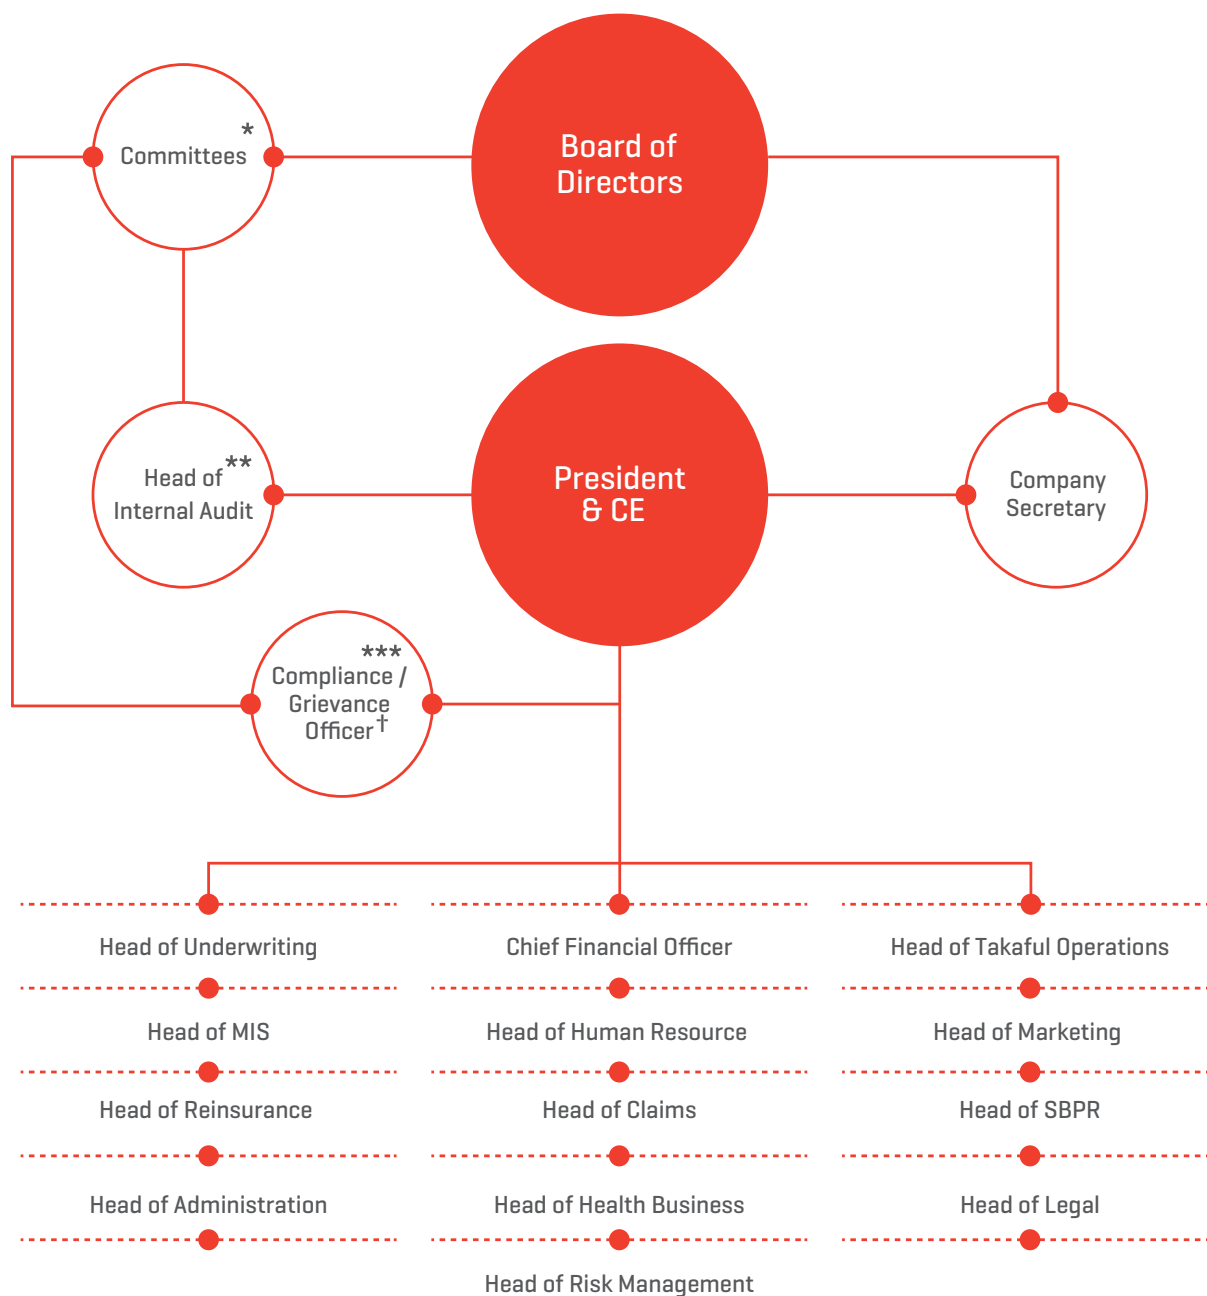 *
Committees
Board of
Directors
Head of **
Internal Audit
President
& CE
Company
Secretary
***
Compliance /
Grievance
Officer†
Head of Underwriting
Chief Financial Officer
Head of Takaful Operations
Head of MIS
Head of Human Resource
Head of Marketing
Head of Reinsurance
Head of Claims
Head of SBPR
Head of Administration
Head of Health Business
Head of Legal
Head of Risk Management